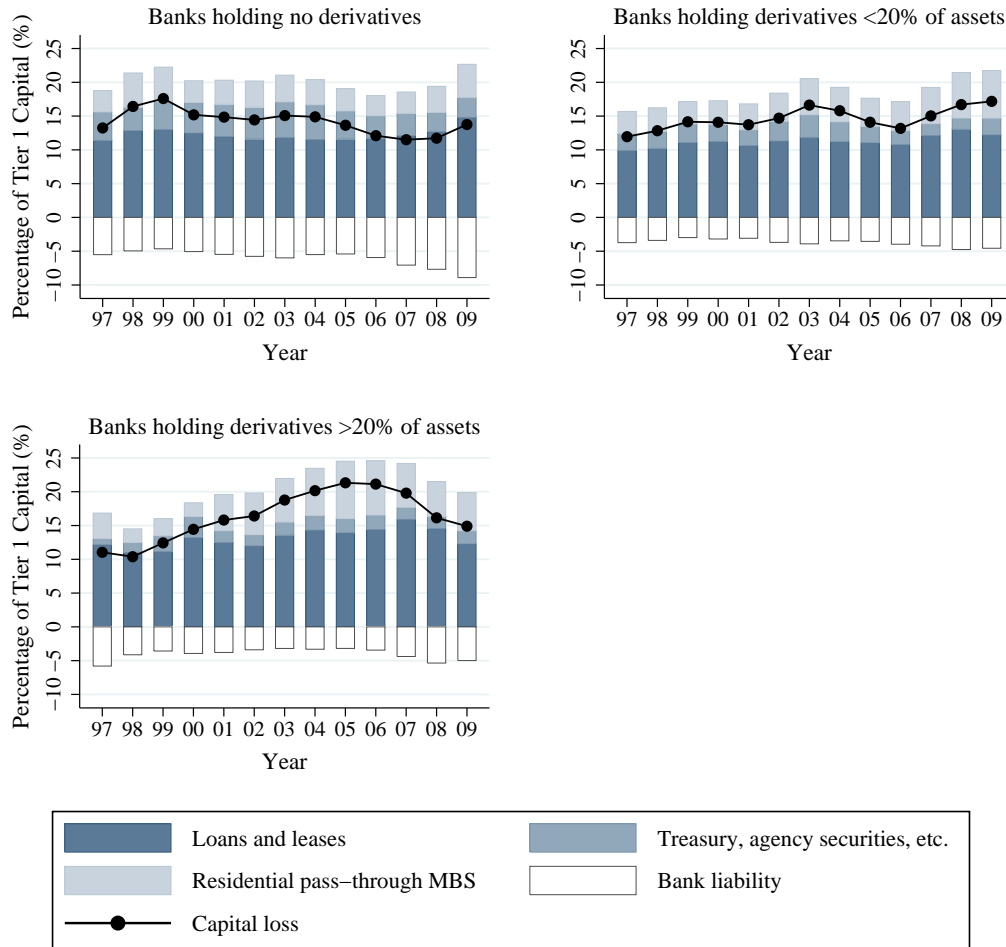 Banks holding no derivatives
Percentage of Tier 1 Capital (%)
25
20
15
10
5
0
−5
−10
97 98 99 00 01 02 03 04 05 06 07 08 09
Year
Banks holding derivatives <20% of assets
25
20
15
10
5
0
−5
−10
97 98 99 00 01 02 03 04 05 06 07 08 09
Year
Banks holding derivatives >20% of assets
Percentage of Tier 1 Capital (%)
25
20
15
10
5
0
−5
−10
97 98 99 00 01 02 03 04 05 06 07 08 09
Year
Loans and leases
Treasury, agency securities, etc.
Residential pass−through MBS
Bank liability
Capital loss